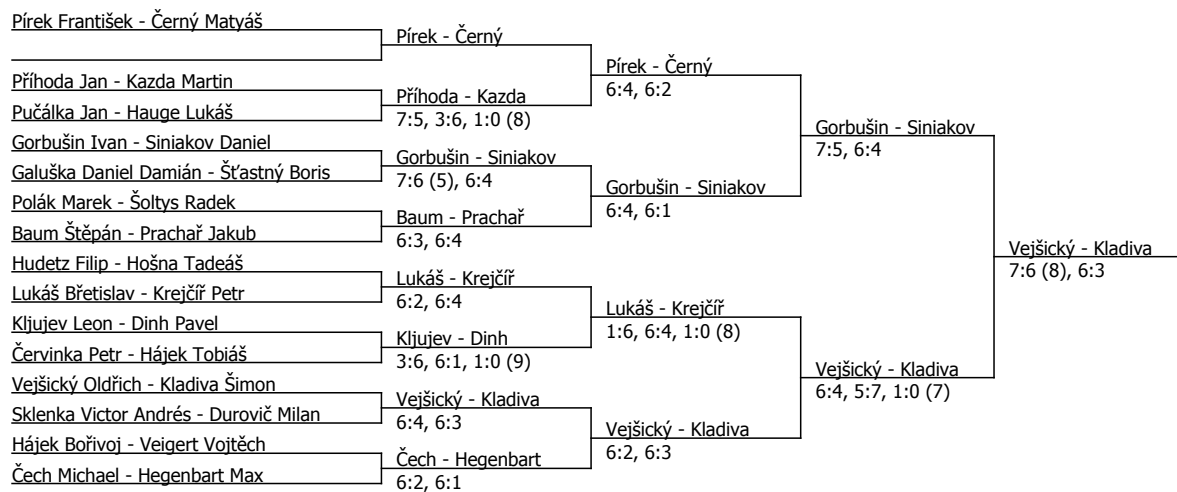 Pírek František - Černý Matyáš
Příhoda Jan - Kazda Martin
Pučálka Jan - Hauge Lukáš
Gorbušin Ivan - Siniakov Daniel
Galuška Daniel Damián - Šťastný Boris
Polák Marek - Šoltys Radek
Baum Štěpán - Prachař Jakub
Hudetz Filip - Hošna Tadeáš
Lukáš Břetislav - Krejčíř Petr
Kljujev Leon - Dinh Pavel
Červinka Petr - Hájek Tobiáš
Vejšický Oldřich - Kladiva Šimon
Sklenka Victor Andrés - Durovič Milan
Hájek Bořivoj - Veigert Vojtěch
Čech Michael - Hegenbart Max
Pírek - Černý
Příhoda - Kazda
7:5, 3:6, 1:0 (8)
Gorbušin - Siniakov
7:6 (5), 6:4
Baum - Prachař
6:3, 6:4
Lukáš - Krejčíř
6:2, 6:4
Kljujev - Dinh
3:6, 6:1, 1:0 (9)
Vejšický - Kladiva
6:4, 6:3
Čech - Hegenbart
6:2, 6:1
Pírek - Černý
6:4, 6:2
Gorbušin - Siniakov
6:4, 6:1
Lukáš - Krejčíř
1:6, 6:4, 1:0 (8)
Vejšický - Kladiva
6:2, 6:3
Gorbušin - Siniakov
7:5, 6:4
Vejšický - Kladiva
6:4, 5:7, 1:0 (7)
Vejšický - Kladiva
7:6 (8), 6:3